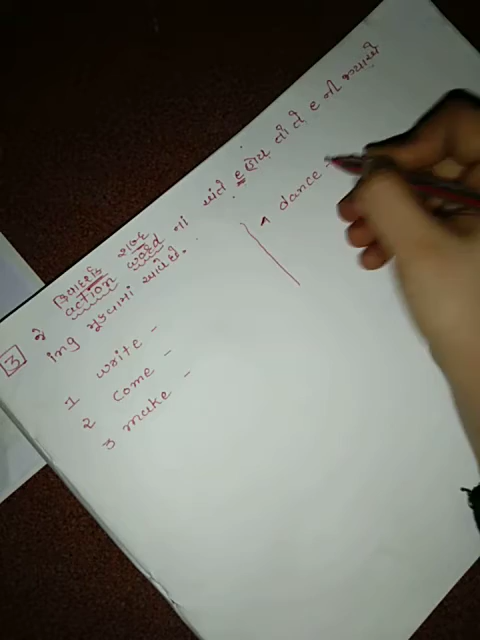 ક્રિયાદર્શક શબ્દ
3 જે action word ના અંતે e હોય તો તે e ની જગ્યાએ
ing મુકવામાં આવે છે.
1 write -
2 come -
3 make -
1 dance -